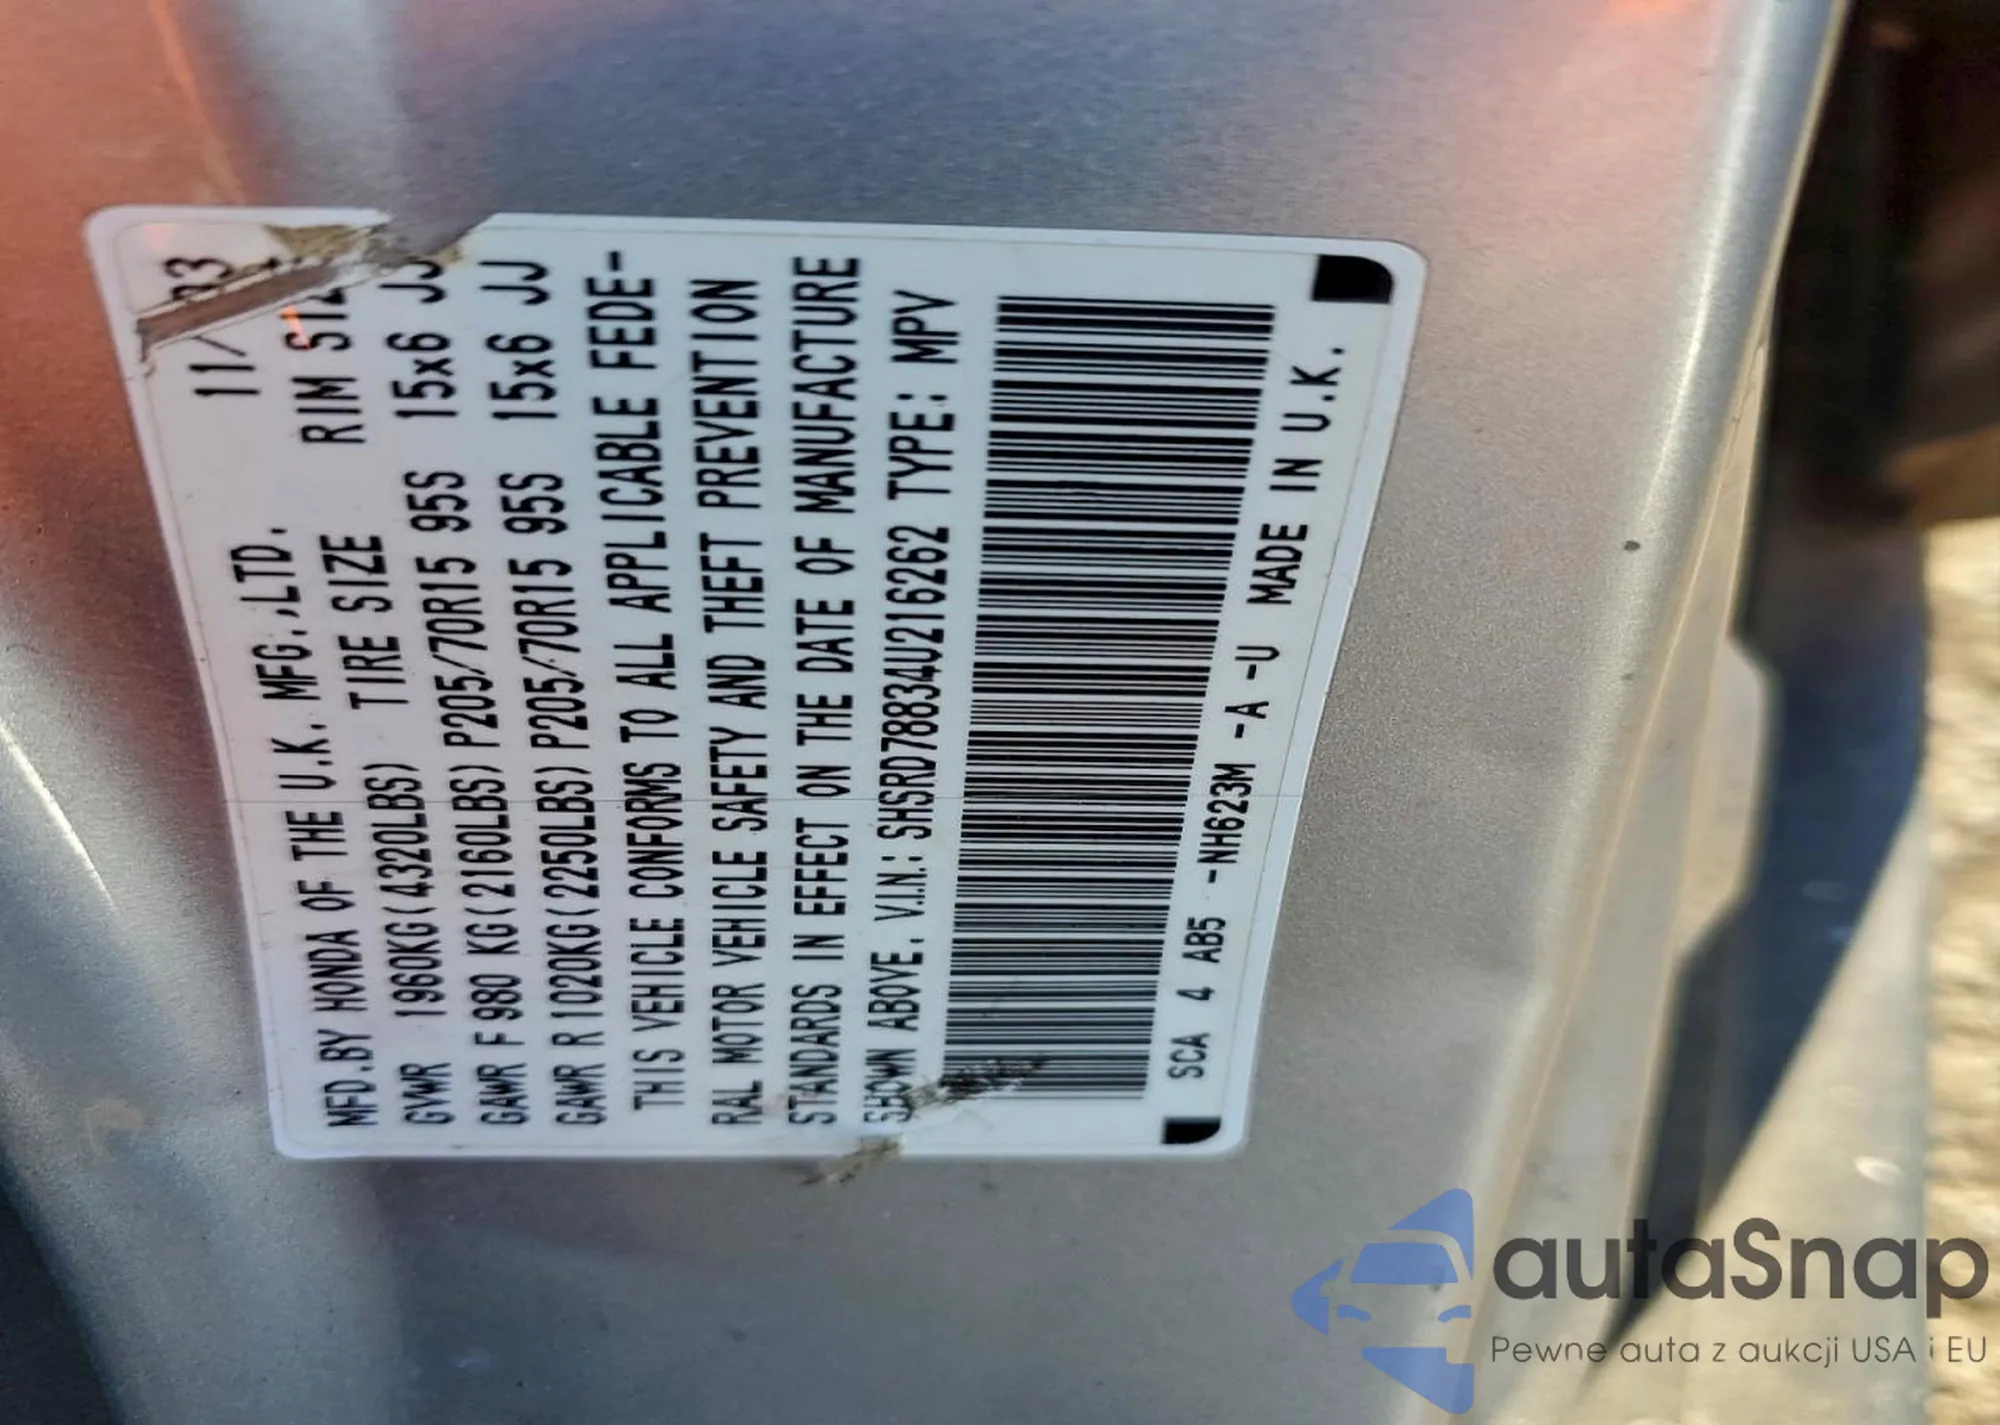 MFD.BY HONDA OF THE U.K. MFG.,LTD. 11/
GVWR 1960KG(4320LBS) TIRE SIZE RIM
GAWR F 980 KG(2160LBS) P205/70R15 95S 15x6 JJ
GAWR R 1020KG(2250LBS) P205/70R15 95S 15x6 JJ
THIS VEHICLE CONFORMS TO ALL APPLICABLE FEDE-
RAL MOTOR VEHICLE SAFETY AND THEFT PREVENTION
STANDARDS IN EFFECT ON THE DATE OF MANUFACTURE
SHOWN ABOVE. V.I.N.: SHSRD78834U216262 TYPE: MPV
SCA 4 AB5 -NH623M -A -U MADE IN U.K.
autaSnap
Pewne auta z aukcji USA i EU